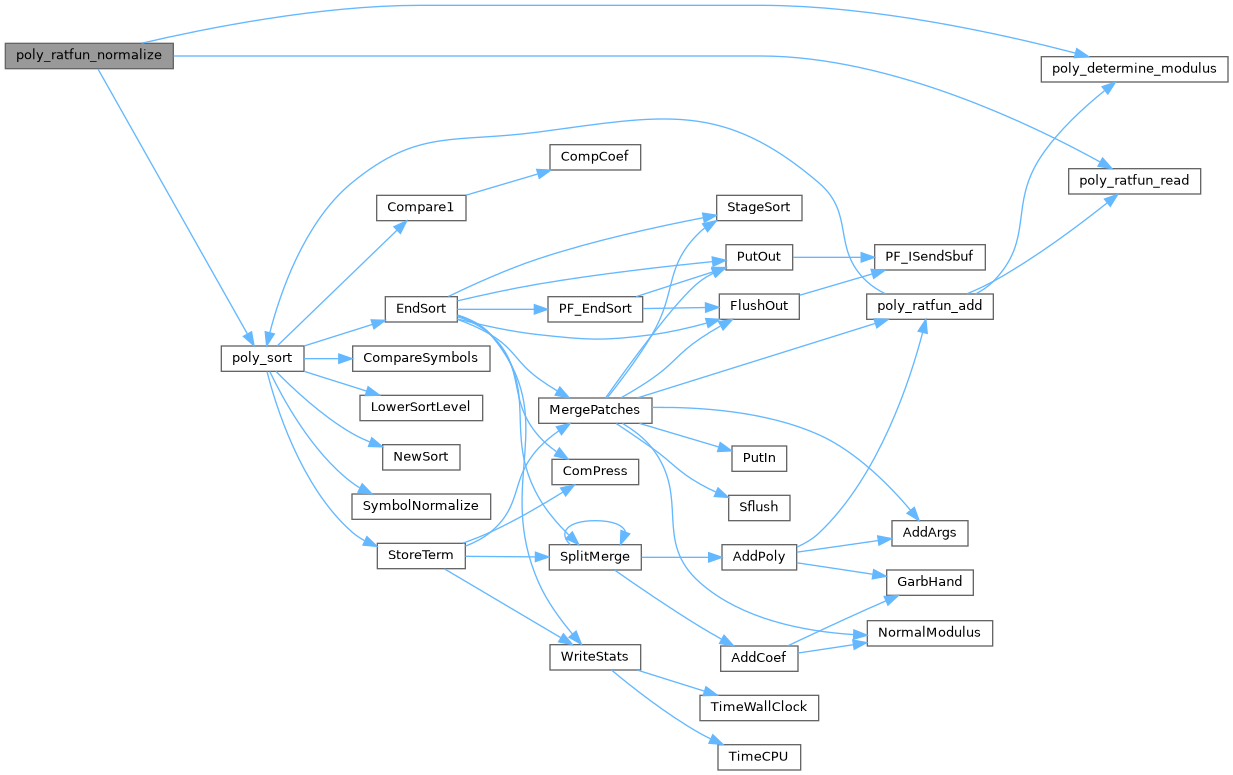 poly_ratfun_normalize
poly_determine_modulus
CompCoef
poly_ratfun_read
Compare1
StageSort
PutOut
PF_ISendSbuf
EndSort
PF_EndSort
FlushOut
poly_ratfun_add
poly_sort
CompareSymbols
LowerSortLevel
MergePatches
NewSort
PutIn
ComPress
SymbolNormalize
Sflush
AddArgs
StoreTerm
SplitMerge
AddPoly
GarbHand
NormalModulus
WriteStats
AddCoef
TimeWallClock
TimeCPU